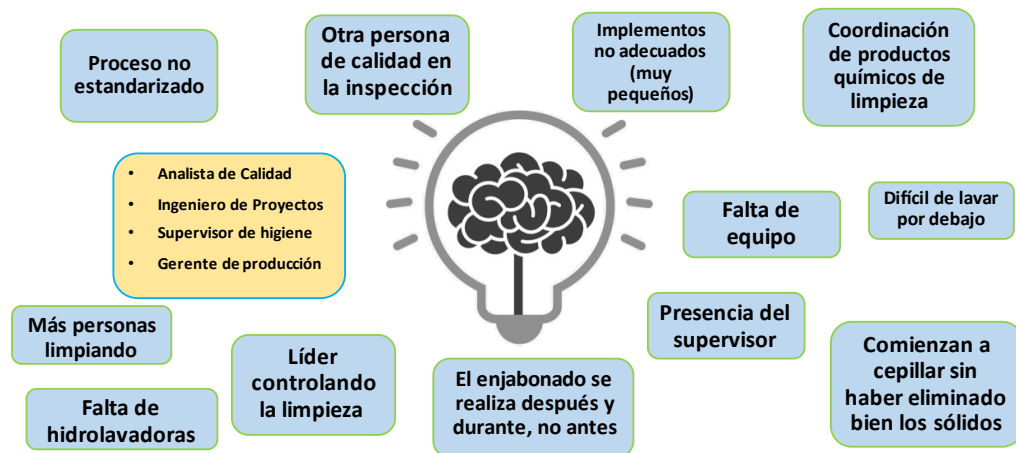 Proceso no
estandarizado
Otra persona
de calidad en
la inspección
Implementos
no adecuados
(muy
pequeños)
Coordinación
de productos
químicos de
limpieza
• Analista de Calidad
• Ingeniero de Proyectos
• Supervisor de higiene
• Gerente de producción
Falta de
equipo
Difícil de lavar
por debajo
Más personas
limpiando
Líder
controlando
la limpieza
Presencia del
supervisor
Falta de
hidrolavadoras
El enjabonado se
realiza después y
durante, no antes
Comienzan a
cepillar sin
haber eliminado
bien los sólidos